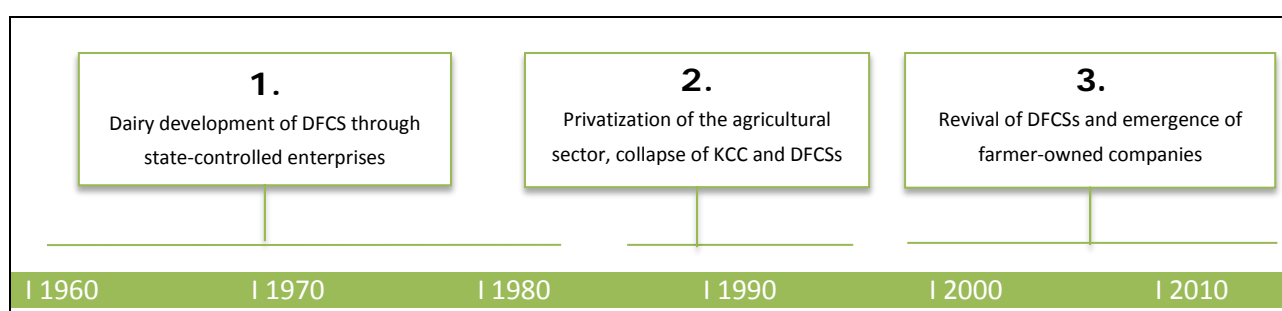 1.
Dairy development of DFCS through
state-controlled enterprises
2.
Privatization of the agricultural
sector, collapse of KCC and DFCSs
3.
Revival of DFCSs and emergence of
farmer-owned companies
I 1960
I 1970
I 1980
I 1990
I 2000
I 2010